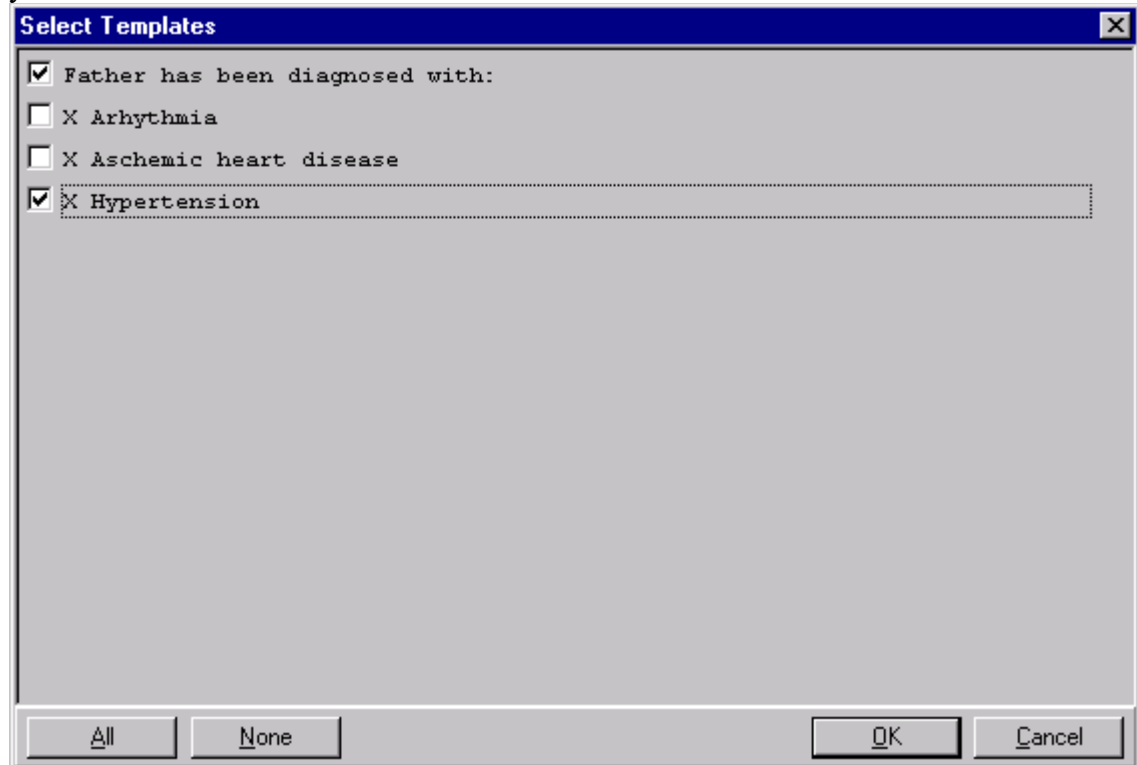 Select Templates
Father has been diagnosed with:
X Arhythmia
X Aschemic heart disease
X Hypertension
All None OK Cancel